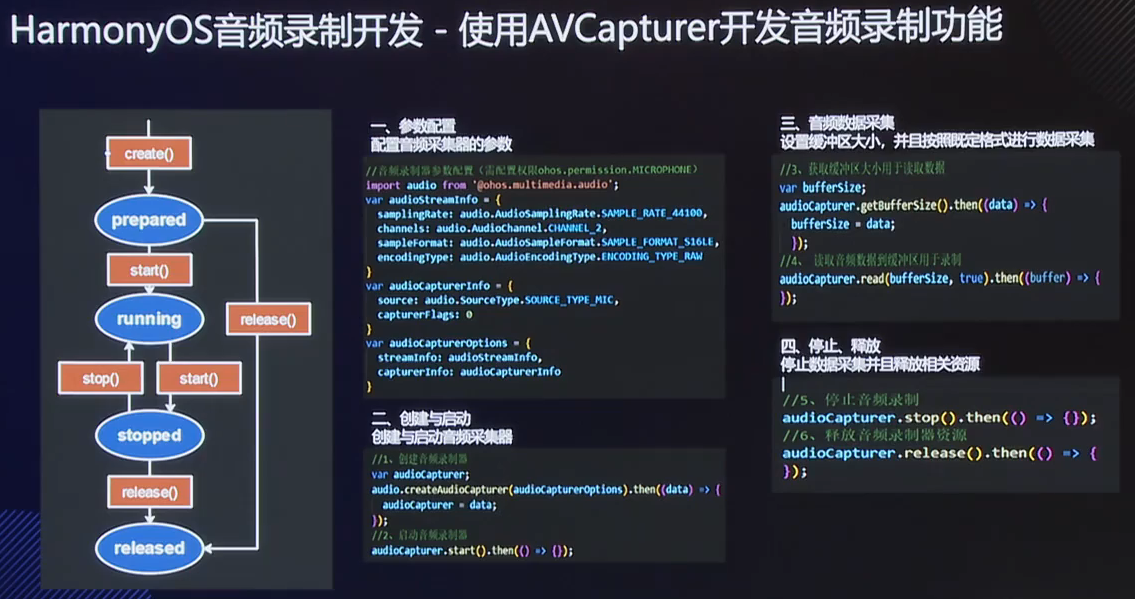 HarmonyOS音频录制开发 - 使用AVCapturer开发音频录制功能
create()
prepared
start()
running
release()
stop()
start()
stopped
release()
released
一、参数配置
配置音频采集器的参数
//音频录制器参数配置（需配置权限ohos.permission.MICROPHONE）
import audio from '@ohos.multimedia.audio';
var audioStreamInfo = {
samplingRate: audio.AudioSamplingRate.SAMPLE_RATE_44100,
channels: audio.AudioChannel.CHANNEL_2,
sampleFormat: audio.AudioSampleFormat.SAMPLE_FORMAT_S16LE,
encodingType: audio.AudioEncodingType.ENCODING_TYPE_RAW
}
var audioCapturerInfo = {
source: audio.SourceType.SOURCE_TYPE_MIC,
capturerFlags: 0
}
var audioCapturerOptions = {
streamInfo: audioStreamInfo,
capturerInfo: audioCapturerInfo
}
二、创建与启动
创建与启动音频采集器
//1、创建音频录制器
var audioCapturer;
audio.createAudioCapturer(audioCapturerOptions).then((data) => {
audioCapturer = data;
});
//2、启动音频录制器
audioCapturer.start().then(() => {});
三、音频数据采集
设置缓冲区大小，并且按照既定格式进行数据采集
//3、获取缓冲区大小用于读取数据
var bufferSize;
audioCapturer.getBufferSize().then((data) => {
bufferSize = data;
});
//4、 读取音频数据到缓冲区用于录制
audioCapturer.read(bufferSize, true).then((buffer) => {
});
四、停止、释放
停止数据采集并且释放相关资源
//5、停止音频录制
audioCapturer.stop().then(() => {});
//6、释放音频录制器资源
audioCapturer.release().then(() => {
});